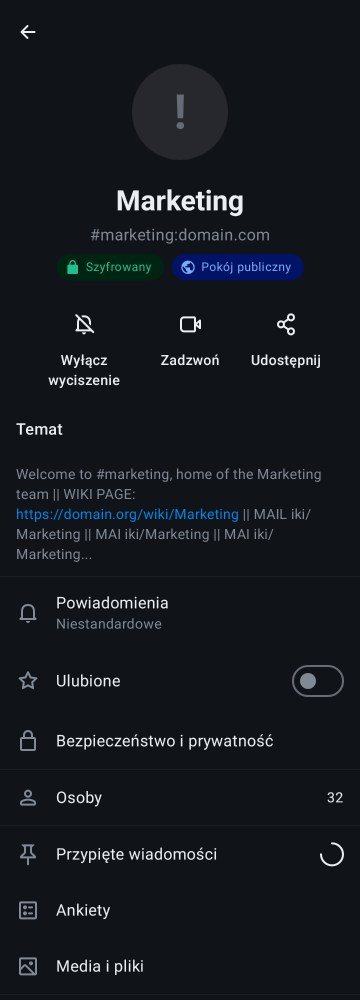 !
Marketing
#marketing:domain.com
Szyfrowany
Pokój publiczny
Wyłącz
wyciszenie
Zadzwoń
Udostępnij
Temat
Welcome to #marketing, home of the Marketing
team || WIKI PAGE:
https://domain.org/wiki/Marketing || MAIL iki/
Marketing || MAI iki/Marketing || MAI iki/
Marketing...
Powiadomienia
Niestandardowe
Ulubione
Bezpieczeństwo i prywatność
Osoby 32
Przypięte wiadomości
Ankiety
Media i pliki